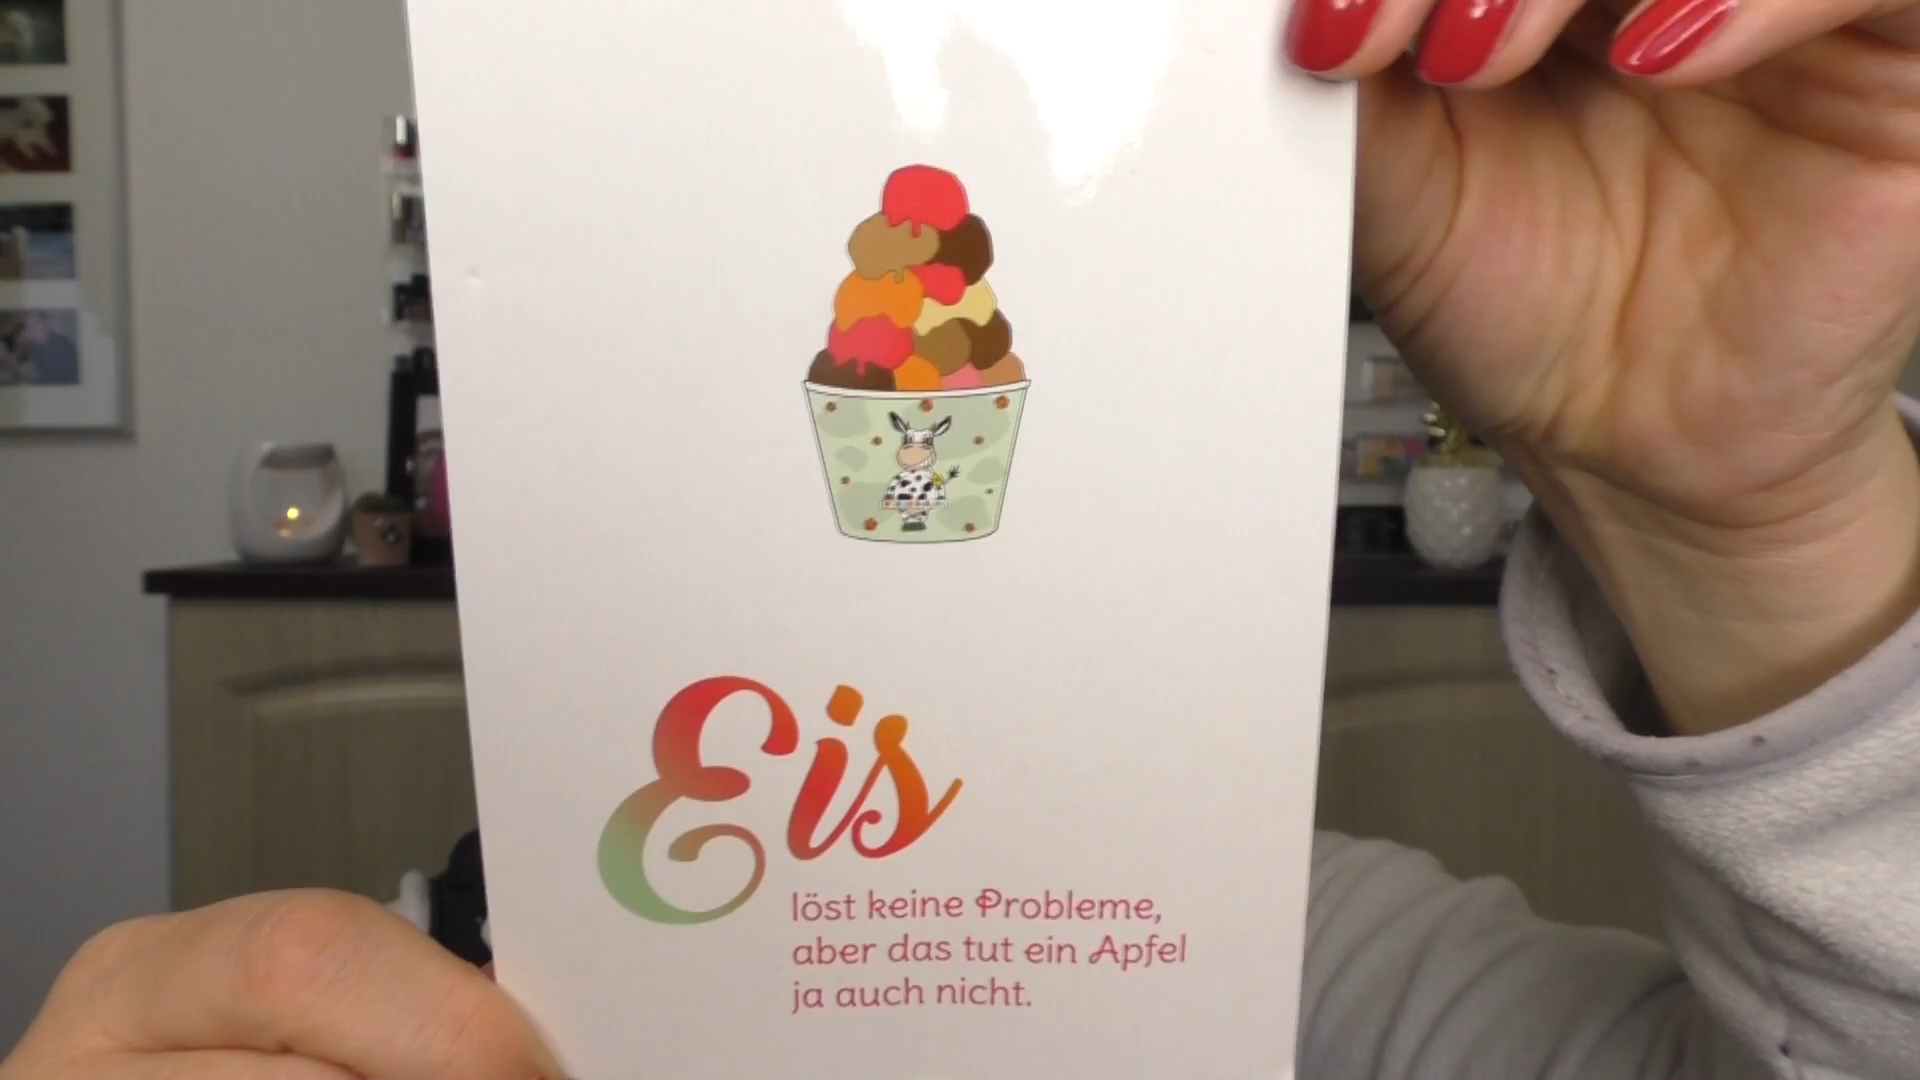 Eis
löst keine Probleme,
aber das tut ein Apfel
ja auch nicht.